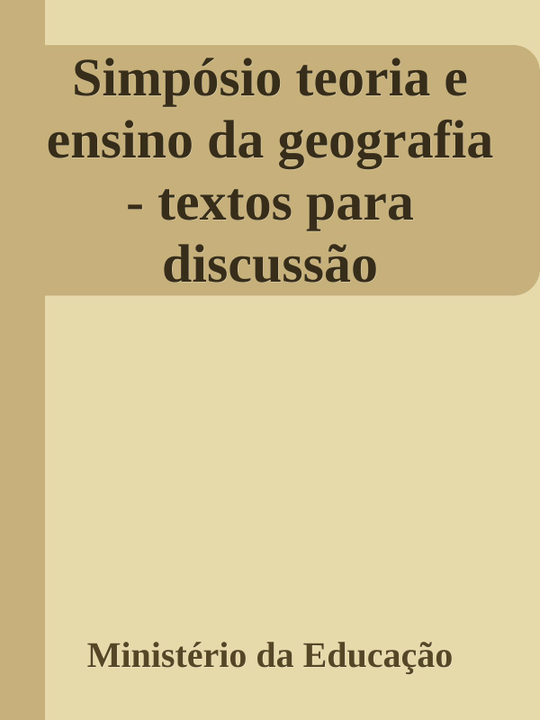 Simpósio teoria e
ensino da geografia
- textos para
discussão
Ministério da Educação